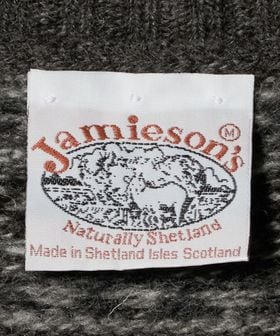 Jamieson's
M
Naturally Shetland
Made in Shetland Isles Scotland